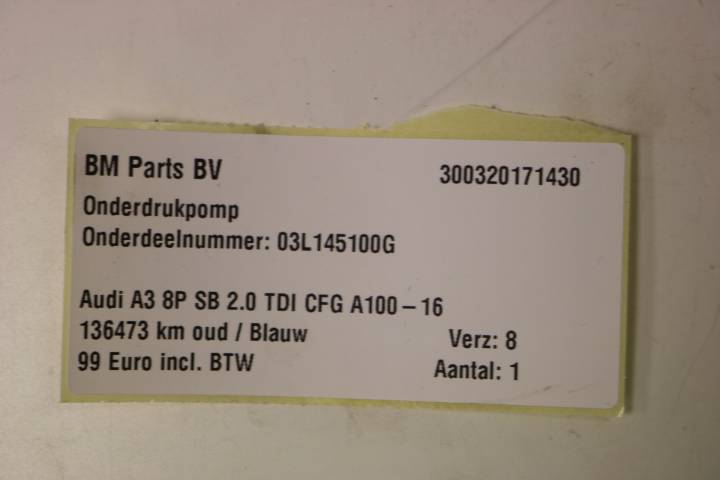 BM Parts BV 300320171430
Onderdrukpomp
Onderdeelnummer: 03L145100G
Audi A3 8P SB 2.0 TDI CFG A100-16
136473 km oud / Blauw Verz: 8
99 Euro incl. BTW Aantal: 1